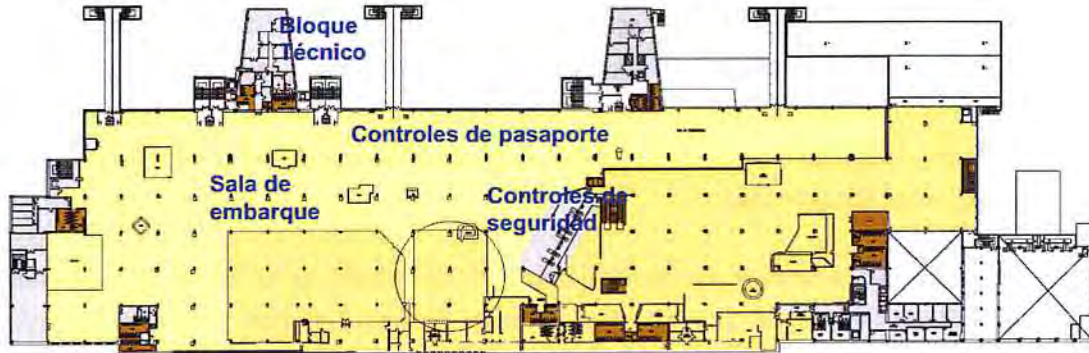 Bloque
Técnico
Controles de pasaporte
Sala de
embarque
Controles de
seguridad